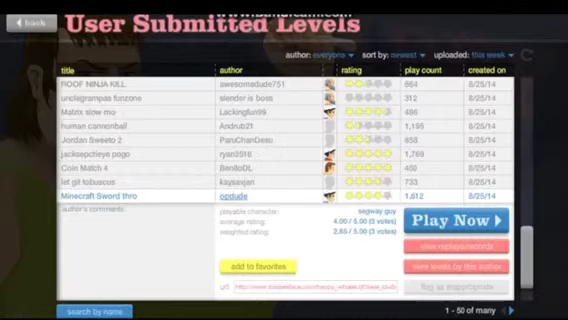 back
User Submitted Levels
author: everyone sort by: newest uploaded: this week
title author rating play count created on
ROOF NINJA KILL awesomedude751 864 8/25/14
unclegrampas funzone slender is boss 312 8/25/14
Matrix slow mo Lackingfun99 486 8/25/14
human cannonball Andrub21 1,195 8/25/14
Jordan Sweeto 2 ParuChanDesu 658 8/25/14
jacksepctieye pogo ryan3516 1,769 8/25/14
Coin Match 4 BenitoDL 450 8/25/14
let git tobuscus kaysavjan 733 8/25/14
Minecraft Sword thro opdude 1,612 8/25/14
author's comments:
playable character: segway guy
average rating: 4.00 / 5.00 (3 votes)
weighted rating: 2.65 / 5.00 (3 votes)
Play Now
view replays/records
add to favorites
view levels by this author
url
flag as inappropriate
search by name
1 - 50 of many